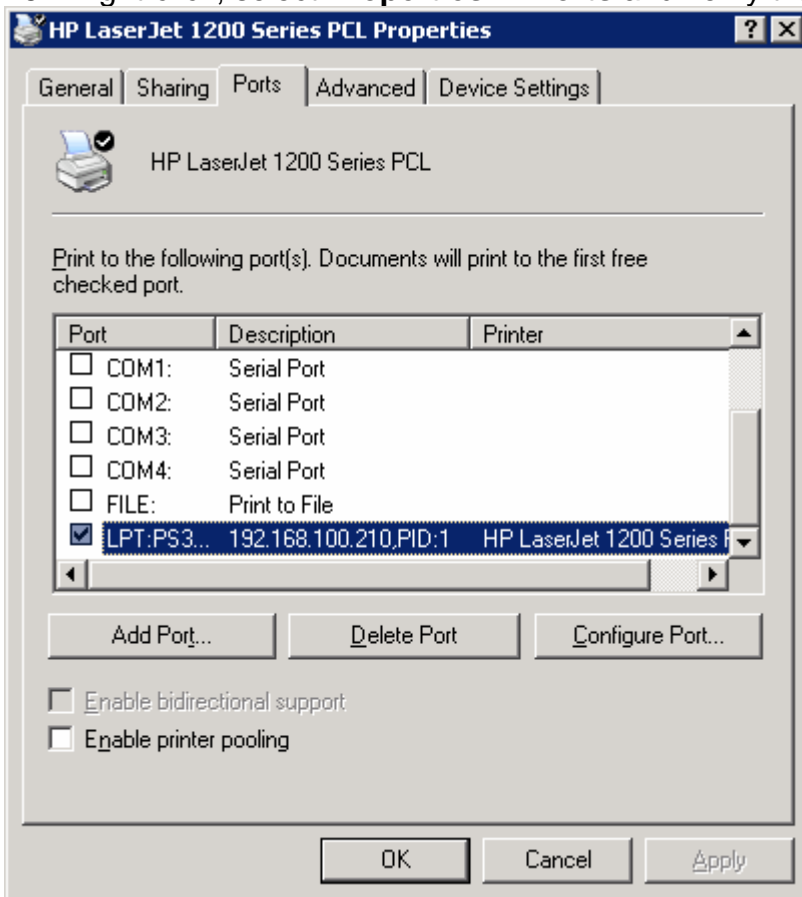 HP LaserJet 1200 Series PCL Properties
General Sharing Ports Advanced Device Settings
HP LaserJet 1200 Series PCL
Print to the following port(s). Documents will print to the first free
checked port.
Port Description Printer
COM1: Serial Port
COM2: Serial Port
COM3: Serial Port
COM4: Serial Port
FILE: Print to File
LPT:PS3... 192.168.100.210,PID:1 HP LaserJet 1200 Series
Add Port... Delete Port Configure Port...
Enable bidirectional support
Enable printer pooling
OK Cancel Apply